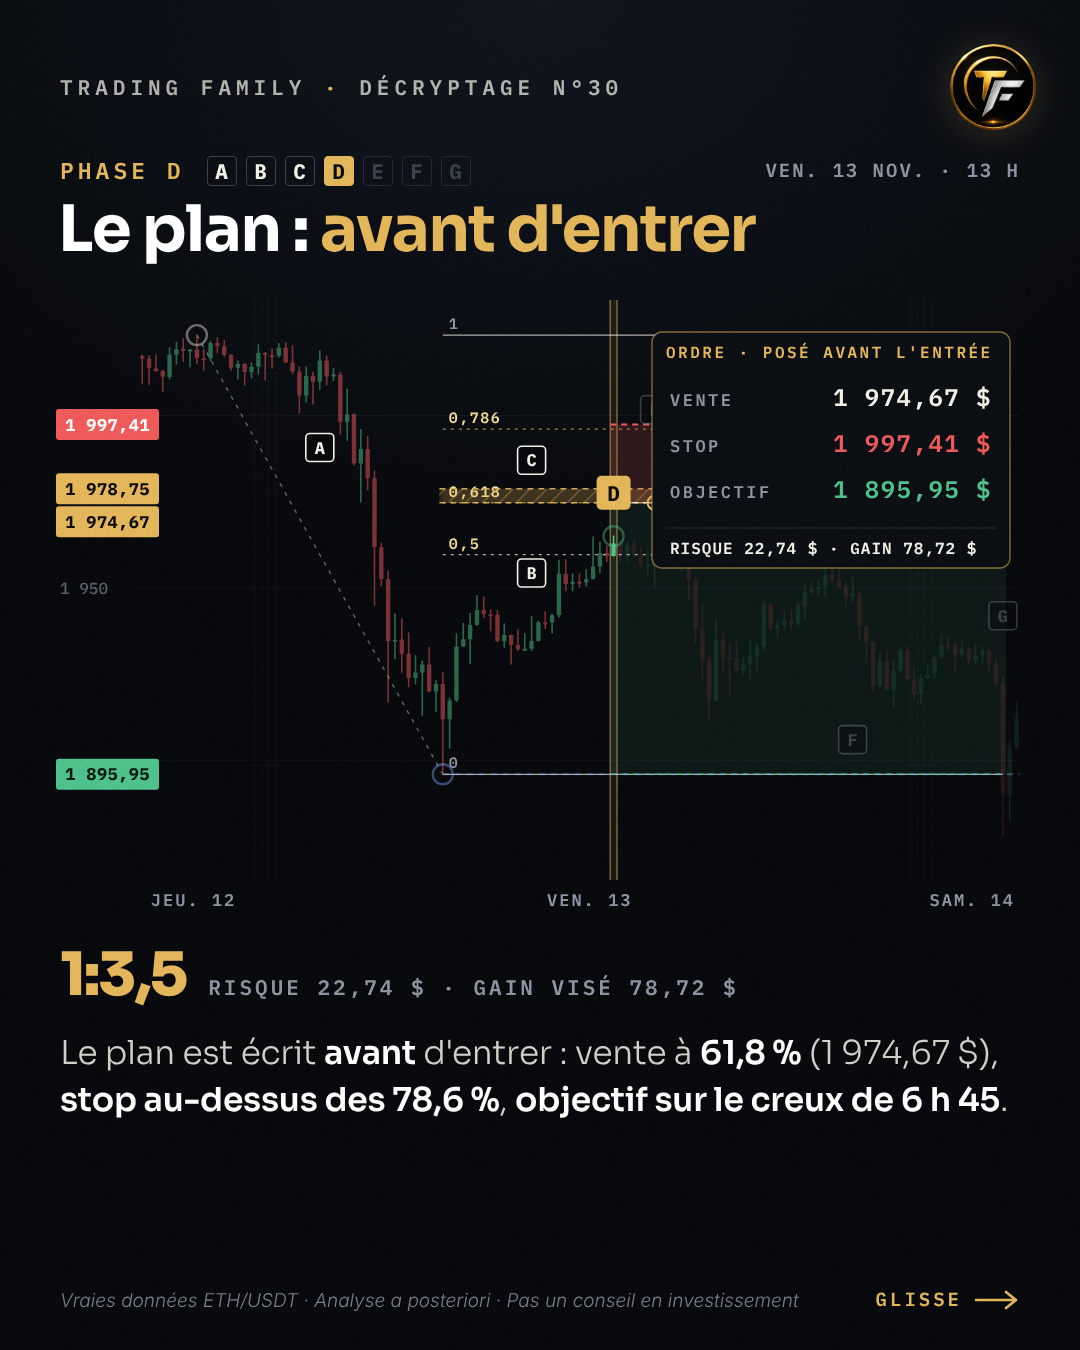 TRADING FAMILY · DÉCRYPTAGE N°30
TF
PHASE D A B C D E F G
VEN. 13 NOV. · 13 H
Le plan : avant d'entrer
1
ORDRE · POSÉ AVANT L'ENTRÉE
VENTE 1 974,67 $
STOP 1 997,41 $
OBJECTIF 1 895,95 $
RISQUE 22,74 $ · GAIN 78,72 $
1 997,41
0,786
A
C
1 978,75
0,618
D
1 974,67
0,5
B
1 950
G
F
0
1 895,95
JEU. 12
VEN. 13
SAM. 14
1:3,5 RISQUE 22,74 $ · GAIN VISÉ 78,72 $
Le plan est écrit avant d'entrer : vente à 61,8 % (1 974,67 $),
stop au-dessus des 78,6 %, objectif sur le creux de 6 h 45.
Vraies données ETH/USDT · Analyse a posteriori · Pas un conseil en investissement
GLISSE